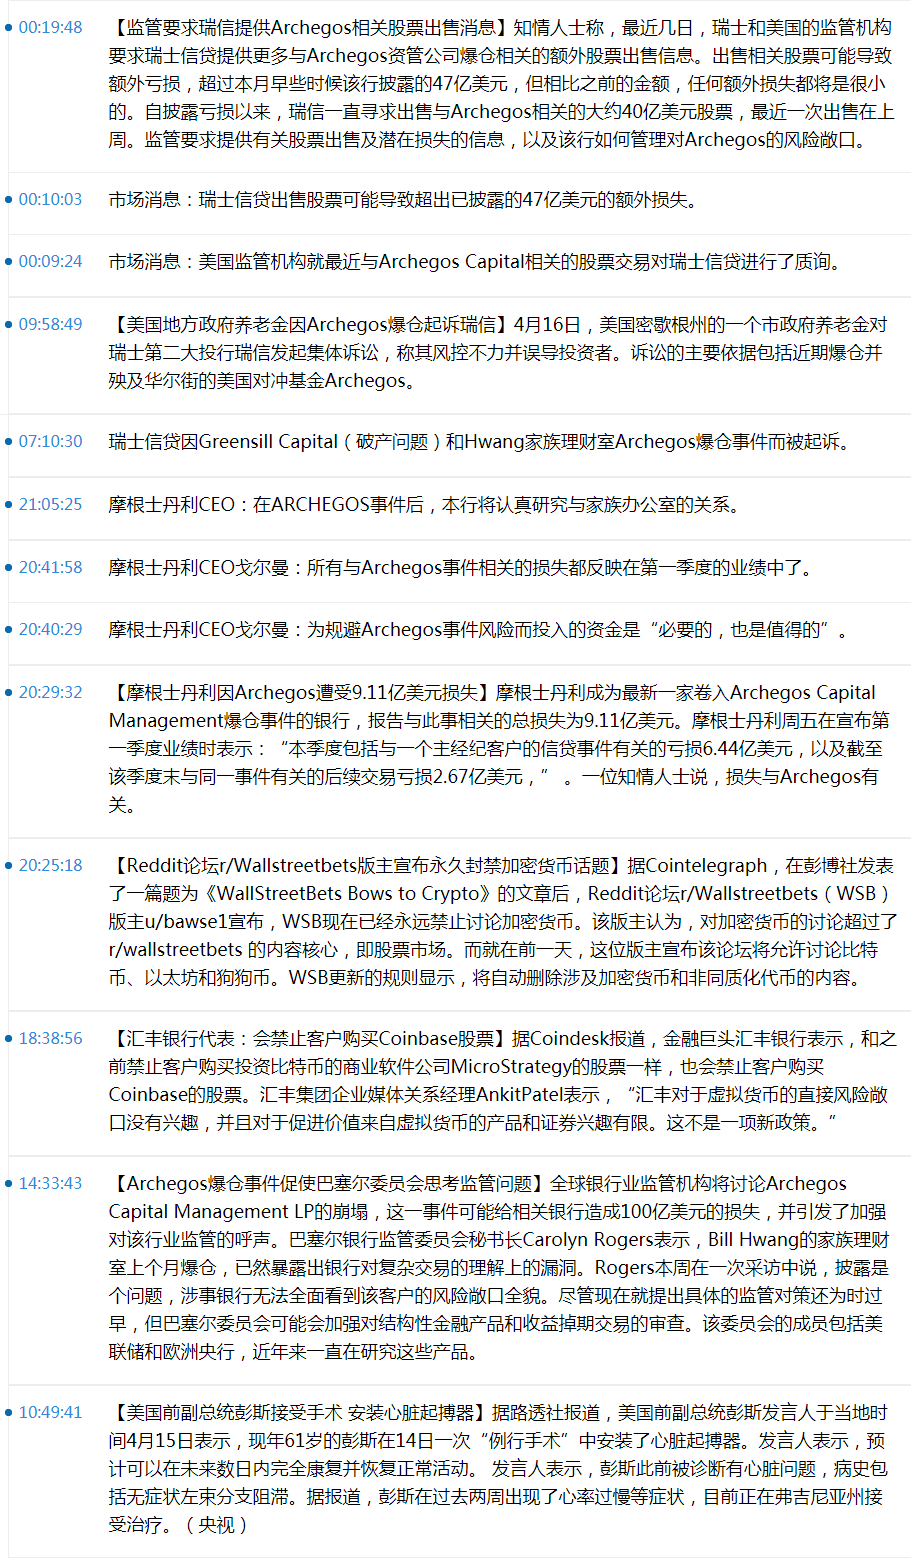 00:19:48 【监管要求瑞信提供Archegos相关股票出售消息】知情人士称，最近几日，瑞士和美国的监管机构
要求瑞士信贷提供更多与Archegos资管公司爆仓相关的额外股票出售信息。出售相关股票可能导致
额外亏损，超过本月早些时候该行披露的47亿美元，但相比之前的金额，任何额外损失都将是很小
的。自披露亏损以来，瑞信一直寻求出售与Archegos相关的大约40亿美元股票，最近一次出售在上
周。监管要求提供有关股票出售及潜在损失的信息，以及该行如何管理对Archegos的风险敞口。
00:10:03 市场消息：瑞士信贷出售股票可能导致超出已披露的47亿美元的额外损失。
00:09:24 市场消息：美国监管机构就最近与Archegos Capital相关的股票交易对瑞士信贷进行了质询。
09:58:49 【美国地方政府养老金因Archegos爆仓起诉瑞信】4月16日，美国密歇根州的一个市政府养老金对
瑞士第二大投行瑞信发起集体诉讼，称其风控不力并误导投资者。诉讼的主要依据包括近期爆仓并
殃及华尔街的美国对冲基金Archegos。
07:10:30 瑞士信贷因Greensill Capital（破产问题）和Hwang家族理财室Archegos爆仓事件而被起诉。
21:05:25 摩根士丹利CEO：在ARCHEGOS事件后，本行将认真研究与家族办公室的关系。
20:41:58 摩根士丹利CEO戈尔曼：所有与Archegos事件相关的损失都反映在第一季度的业绩中了。
20:40:29 摩根士丹利CEO戈尔曼：为规避Archegos事件风险而投入的资金是“必要的，也是值得的”。
20:29:32 【摩根士丹利因Archegos遭受9.11亿美元损失】摩根士丹利成为最新一家卷入Archegos Capital
Management爆仓事件的银行，报告与此事相关的总损失为9.11亿美元。摩根士丹利周五在宣布第
一季度业绩时表示：“本季度包括与一个主经纪客户的信贷事件有关的亏损6.44亿美元，以及截至
该季度末与同一事件有关的后续交易亏损2.67亿美元，” 。一位知情人士说，损失与Archegos有
关。
20:25:18 【Reddit论坛r/Wallstreetbets版主宣布永久封禁加密货币话题】据Cointelegraph，在彭博社发表
了一篇题为《WallStreetBets Bows to Crypto》的文章后，Reddit论坛r/Wallstreetbets（WSB）
版主u/bawse1宣布，WSB现在已经永远禁止讨论加密货币。该版主认为，对加密货币的讨论超过了
r/wallstreetbets 的内容核心，即股票市场。而就在前一天，这位版主宣布该论坛将允许讨论比特
币、以太坊和狗狗币。WSB更新的规则显示，将自动删除涉及加密货币和非同质化代币的内容。
18:38:56 【汇丰银行代表：会禁止客户购买Coinbase股票】据Coindesk报道，金融巨头汇丰银行表示，和之
前禁止客户购买投资比特币的商业软件公司MicroStrategy的股票一样，也会禁止客户购买
Coinbase的股票。汇丰集团企业媒体关系经理AnkitPatel表示，“汇丰对于虚拟货币的直接风险敞
口没有兴趣，并且对于促进价值来自虚拟货币的产品和证券兴趣有限。这不是一项新政策。”
14:33:43 【Archegos爆仓事件促使巴塞尔委员会思考监管问题】全球银行业监管机构将讨论Archegos
Capital Management LP的崩塌，这一事件可能给相关银行造成100亿美元的损失，并引发了加强
对该行业监管的呼声。巴塞尔银行监管委员会秘书长Carolyn Rogers表示，Bill Hwang的家族理财
室上个月爆仓，已然暴露出银行对复杂交易的理解上的漏洞。Rogers本周在一次采访中说，披露是
个问题，涉事银行无法全面看到该客户的风险敞口全貌。尽管现在就提出具体的监管对策还为时过
早，但巴塞尔委员会可能会加强对结构性金融产品和收益掉期交易的审查。该委员会的成员包括美
联储和欧洲央行，近年来一直在研究这些产品。
10:49:41 【美国前副总统彭斯接受手术 安装心脏起搏器】据路透社报道，美国前副总统彭斯发言人于当地时
间4月15日表示，现年61岁的彭斯在14日一次“例行手术”中安装了心脏起搏器。发言人表示，预
计可以在未来数日内完全康复并恢复正常活动。 发言人表示，彭斯此前被诊断有心脏问题，病史包
括无症状左束分支阻滞。据报道，彭斯在过去两周出现了心率过慢等症状，目前正在弗吉尼亚州接
受治疗。（央视）